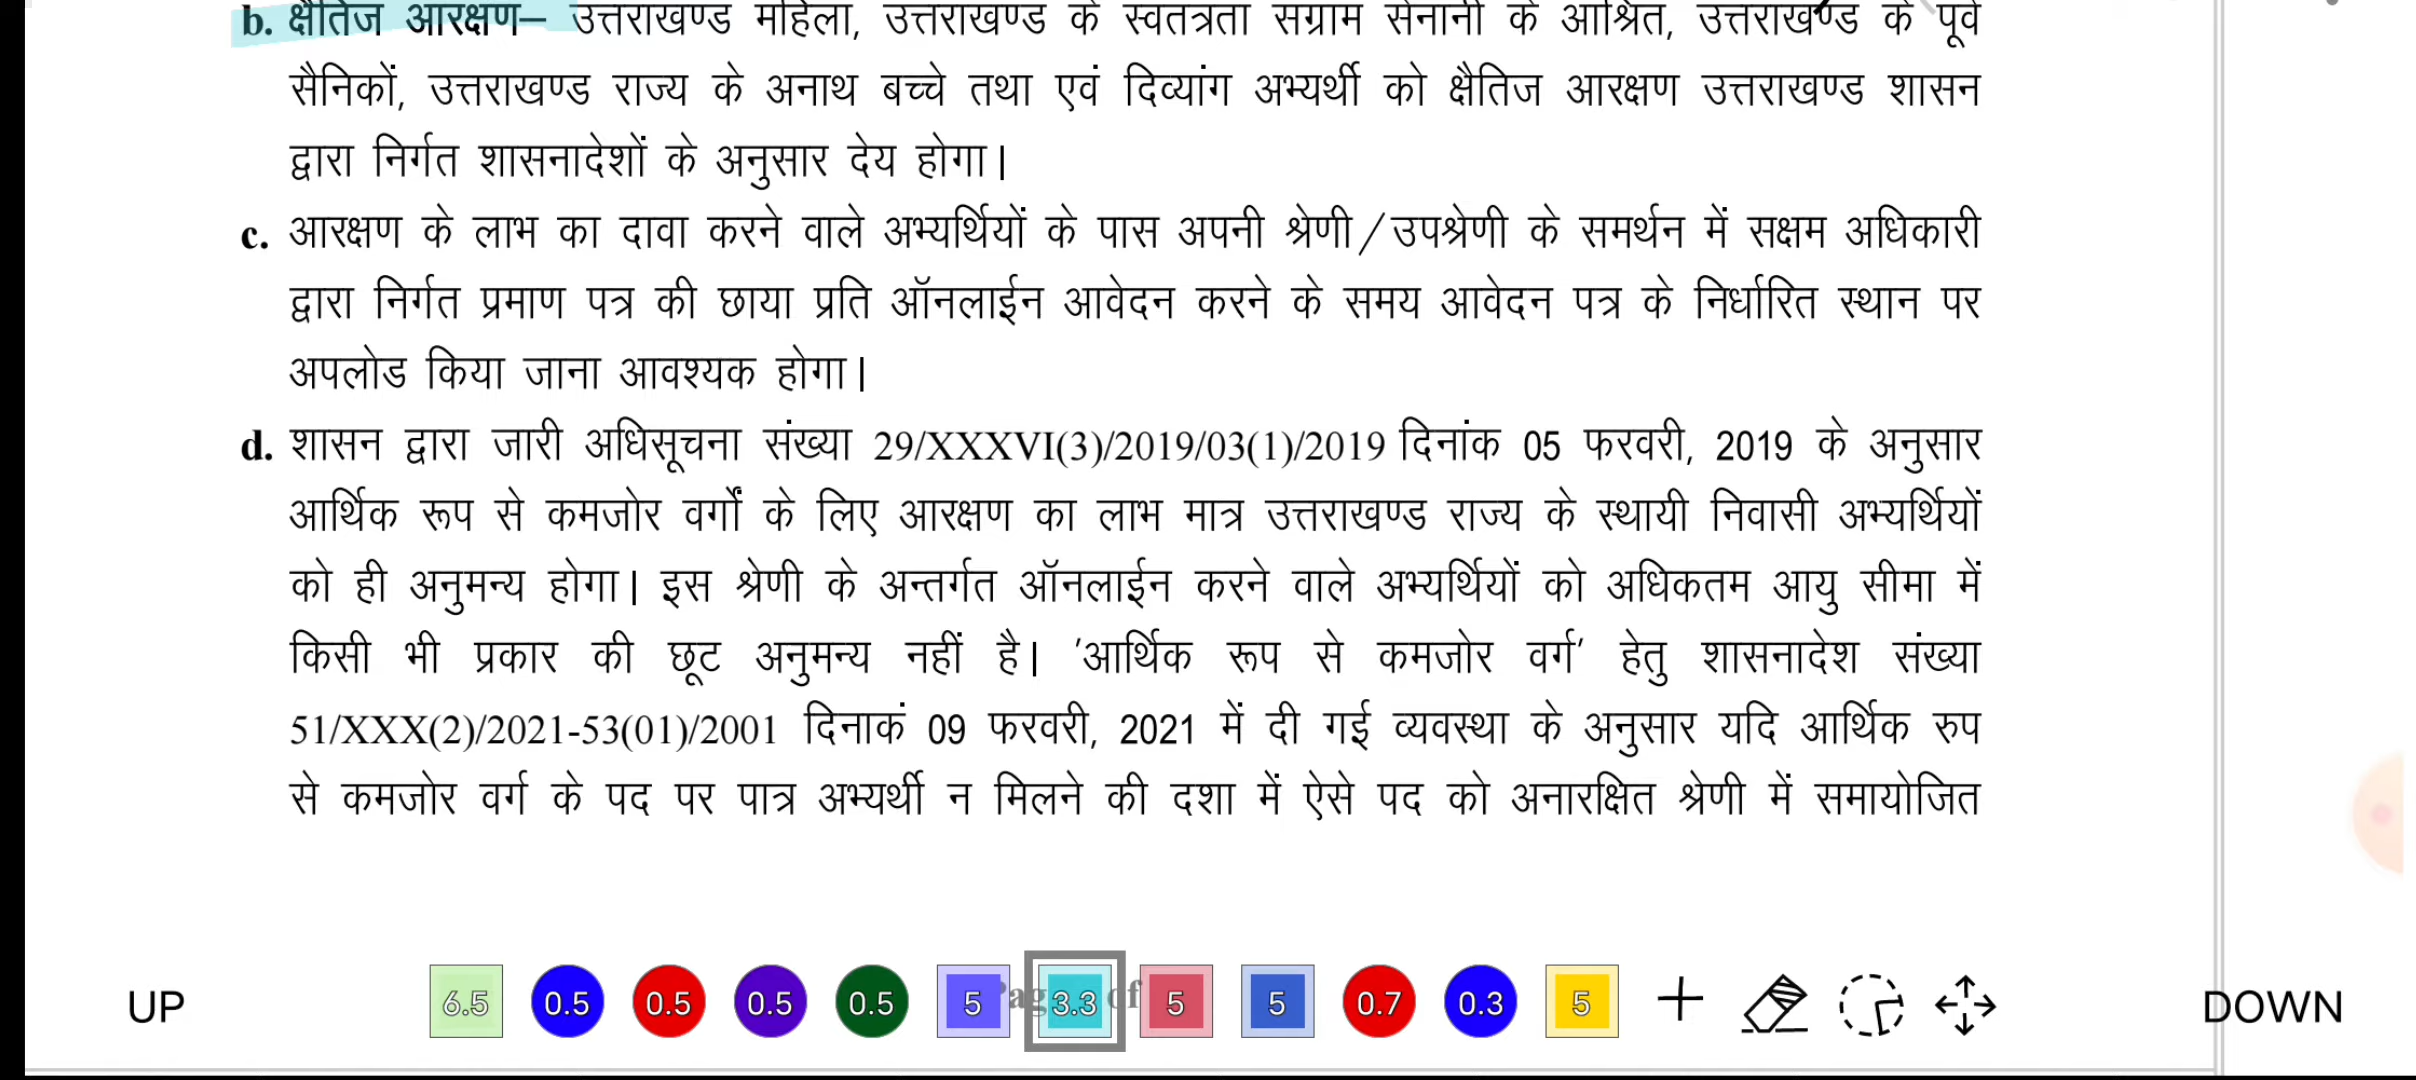 b. क्षैतिज आरक्षण– उत्तराखण्ड महिला, उत्तराखण्ड के स्वतंत्रता संग्राम सेनानी के आश्रित, उत्तराखण्ड के पूर्व
सैनिकों, उत्तराखण्ड राज्य के अनाथ बच्चे तथा एवं दिव्यांग अभ्यर्थी को क्षैतिज आरक्षण उत्तराखण्ड शासन
द्वारा निर्गत शासनादेशों के अनुसार देय होगा।
c. आरक्षण के लाभ का दावा करने वाले अभ्यर्थियों के पास अपनी श्रेणी/उपश्रेणी के समर्थन में सक्षम अधिकारी
द्वारा निर्गत प्रमाण पत्र की छाया प्रति ऑनलाईन आवेदन करने के समय आवेदन पत्र के निर्धारित स्थान पर
अपलोड किया जाना आवश्यक होगा।
d. शासन द्वारा जारी अधिसूचना संख्या 29/XXXVI(3)/2019/03(1)/2019 दिनांक 05 फरवरी, 2019 के अनुसार
आर्थिक रूप से कमजोर वर्गों के लिए आरक्षण का लाभ मात्र उत्तराखण्ड राज्य के स्थायी निवासी अभ्यर्थियों
को ही अनुमन्य होगा। इस श्रेणी के अन्तर्गत ऑनलाईन करने वाले अभ्यर्थियों को अधिकतम आयु सीमा में
किसी भी प्रकार की छूट अनुमन्य नहीं है। 'आर्थिक रूप से कमजोर वर्ग' हेतु शासनादेश संख्या
51/XXX(2)/2021-53(01)/2001 दिनाकं 09 फरवरी, 2021 में दी गई व्यवस्था के अनुसार यदि आर्थिक रुप
से कमजोर वर्ग के पद पर पात्र अभ्यर्थी न मिलने की दशा में ऐसे पद को अनारक्षित श्रेणी में समायोजित
UP 6.5 0.5 0.5 0.5 0.5 5 3.3 of 5 5 0.7 0.3 5 DOWN